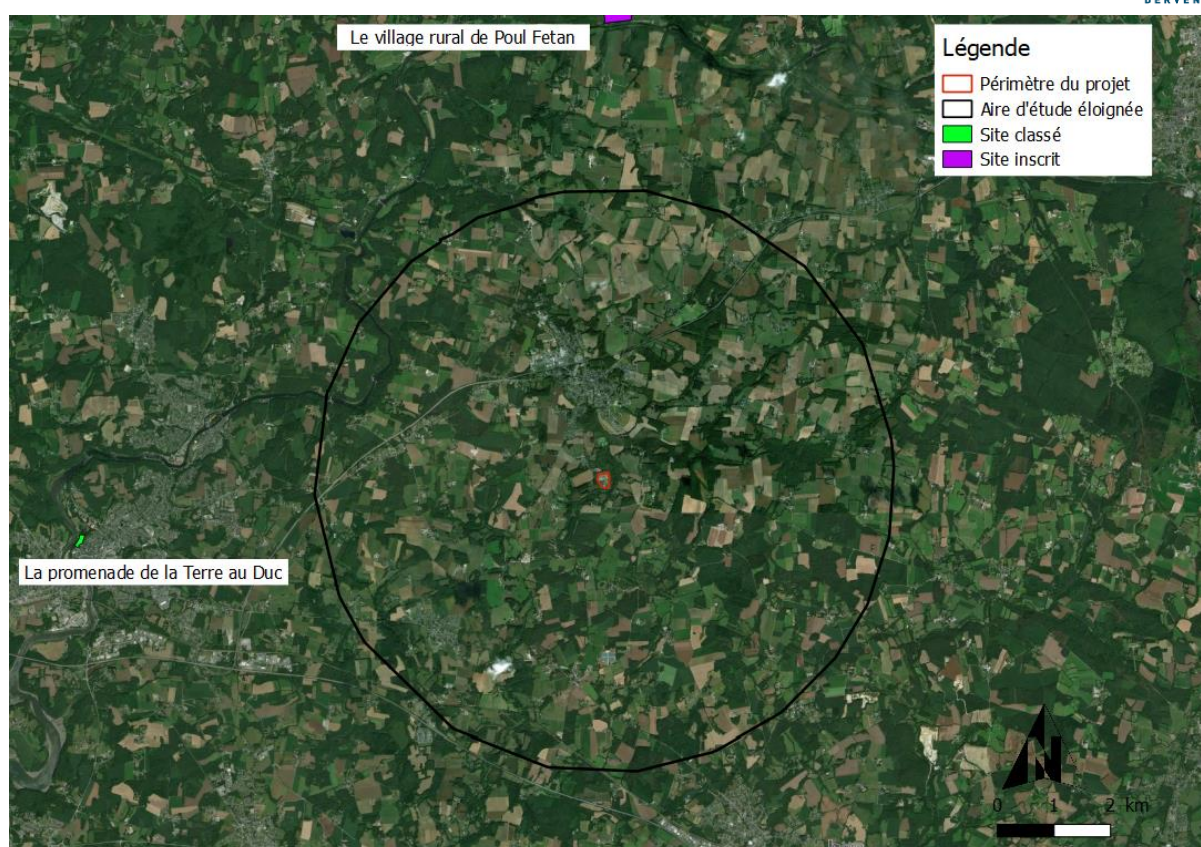 DERVENN
Le village rural de Poul Fetan
Légende
Périmètre du projet
Aire d'étude éloignée
Site classé
Site inscrit
La promenade de la Terre au Duc
N
0 1 2 km